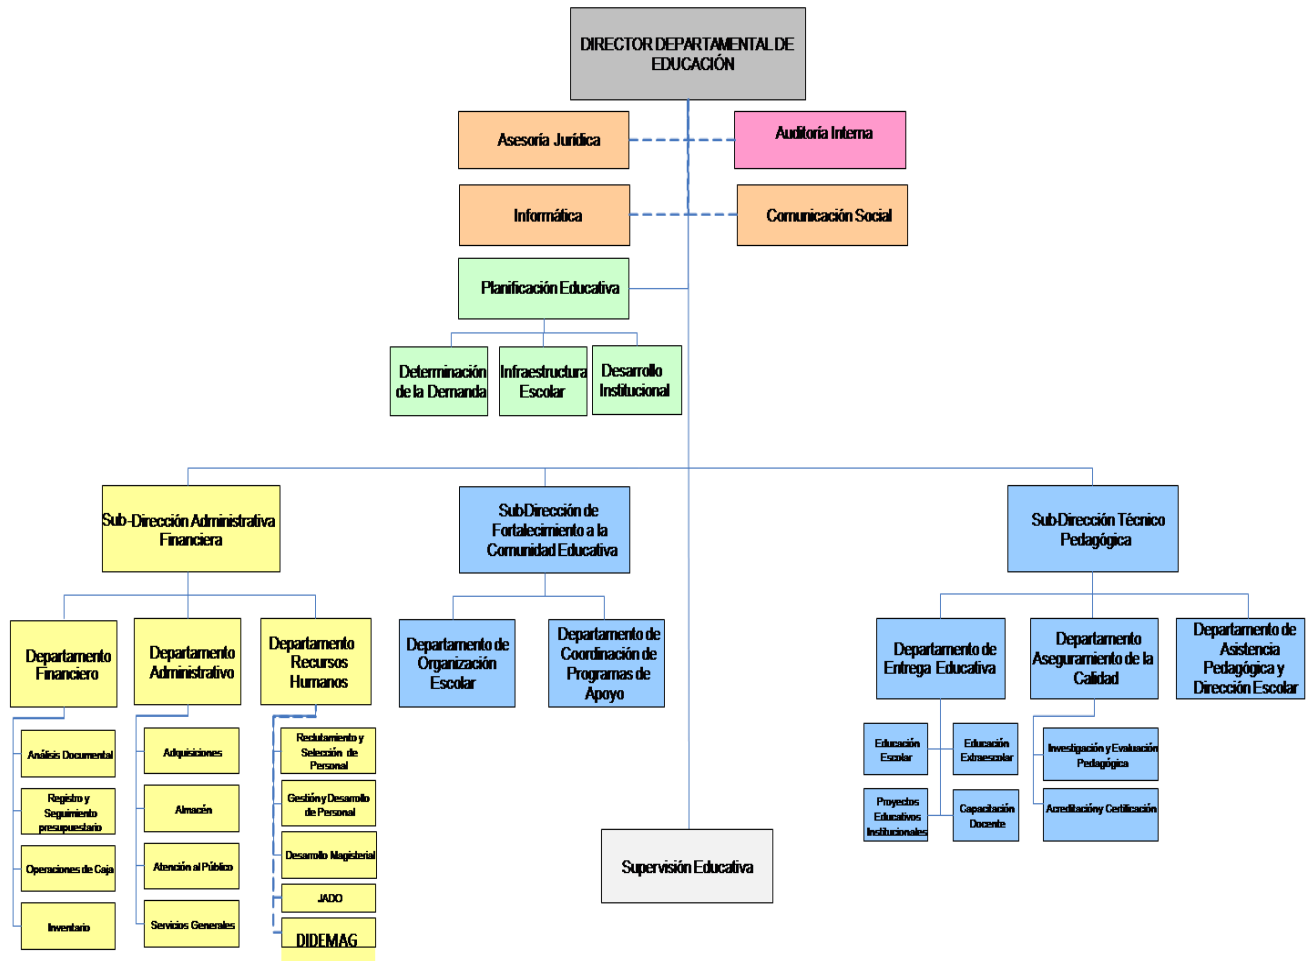 DIRECTOR DEPARTAMENTAL DE
EDUCACIÓN
Asesoría Jurídica
Auditoría Interna
Informática
Comunicación Social
Planificación Educativa
Determinación
de la Demanda
Infraestructura
Escolar
Desarrollo
Institucional
Sub-Dirección Administrativa
Financiera
Sub-Dirección de
Fortalecimiento a la
Comunidad Educativa
Sub-Dirección Técnico
Pedagógica
Departamento
Financiero
Departamento
Administrativo
Departamento
Recursos
Humanos
Departamento de
Organización
Escolar
Departamento de
Coordinación de
Programas de
Apoyo
Departamento de
Entrega Educativa
Departamento
Aseguramiento de la
Calidad
Departamento de
Asistencia
Pedagógica y
Dirección Escolar
Análisis Documental
Registro y
Seguimiento
presupuestario
Operaciones de Caja
Inventario
Adquisiciones
Almacén
Atención al Público
Servicios Generales
Reclutamiento y
Selección de
Personal
Gestión y Desarrollo
de Personal
Desarrollo Magisterial
JADO
DIDEMAG
Educación
Escolar
Educación
Extraescolar
Proyectos
Educativos
Institucionales
Capacitación
Docente
Investigación y Evaluación
Pedagógica
Acreditación y Certificación
Supervisión Educativa